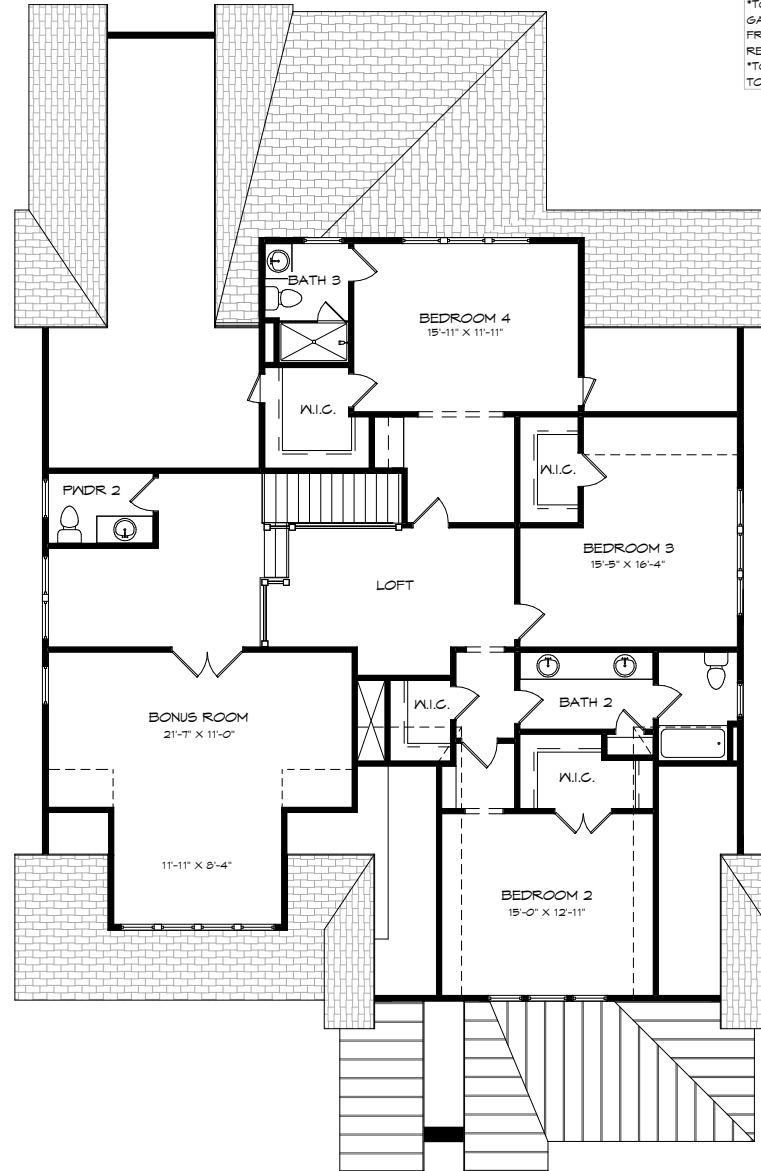 BATH 3
BEDROOM 4
15'-11" X 11'-11"
W.I.C.
W.I.C.
PWDR 2
BEDROOM 3
15'-5" X 16'-4"
LOFT
W.I.C.
BATH 2
BONUS ROOM
21'-7" X 11'-0"
W.I.C.
11'-11" X 8'-4"
BEDROOM 2
15'-0" X 12'-11"